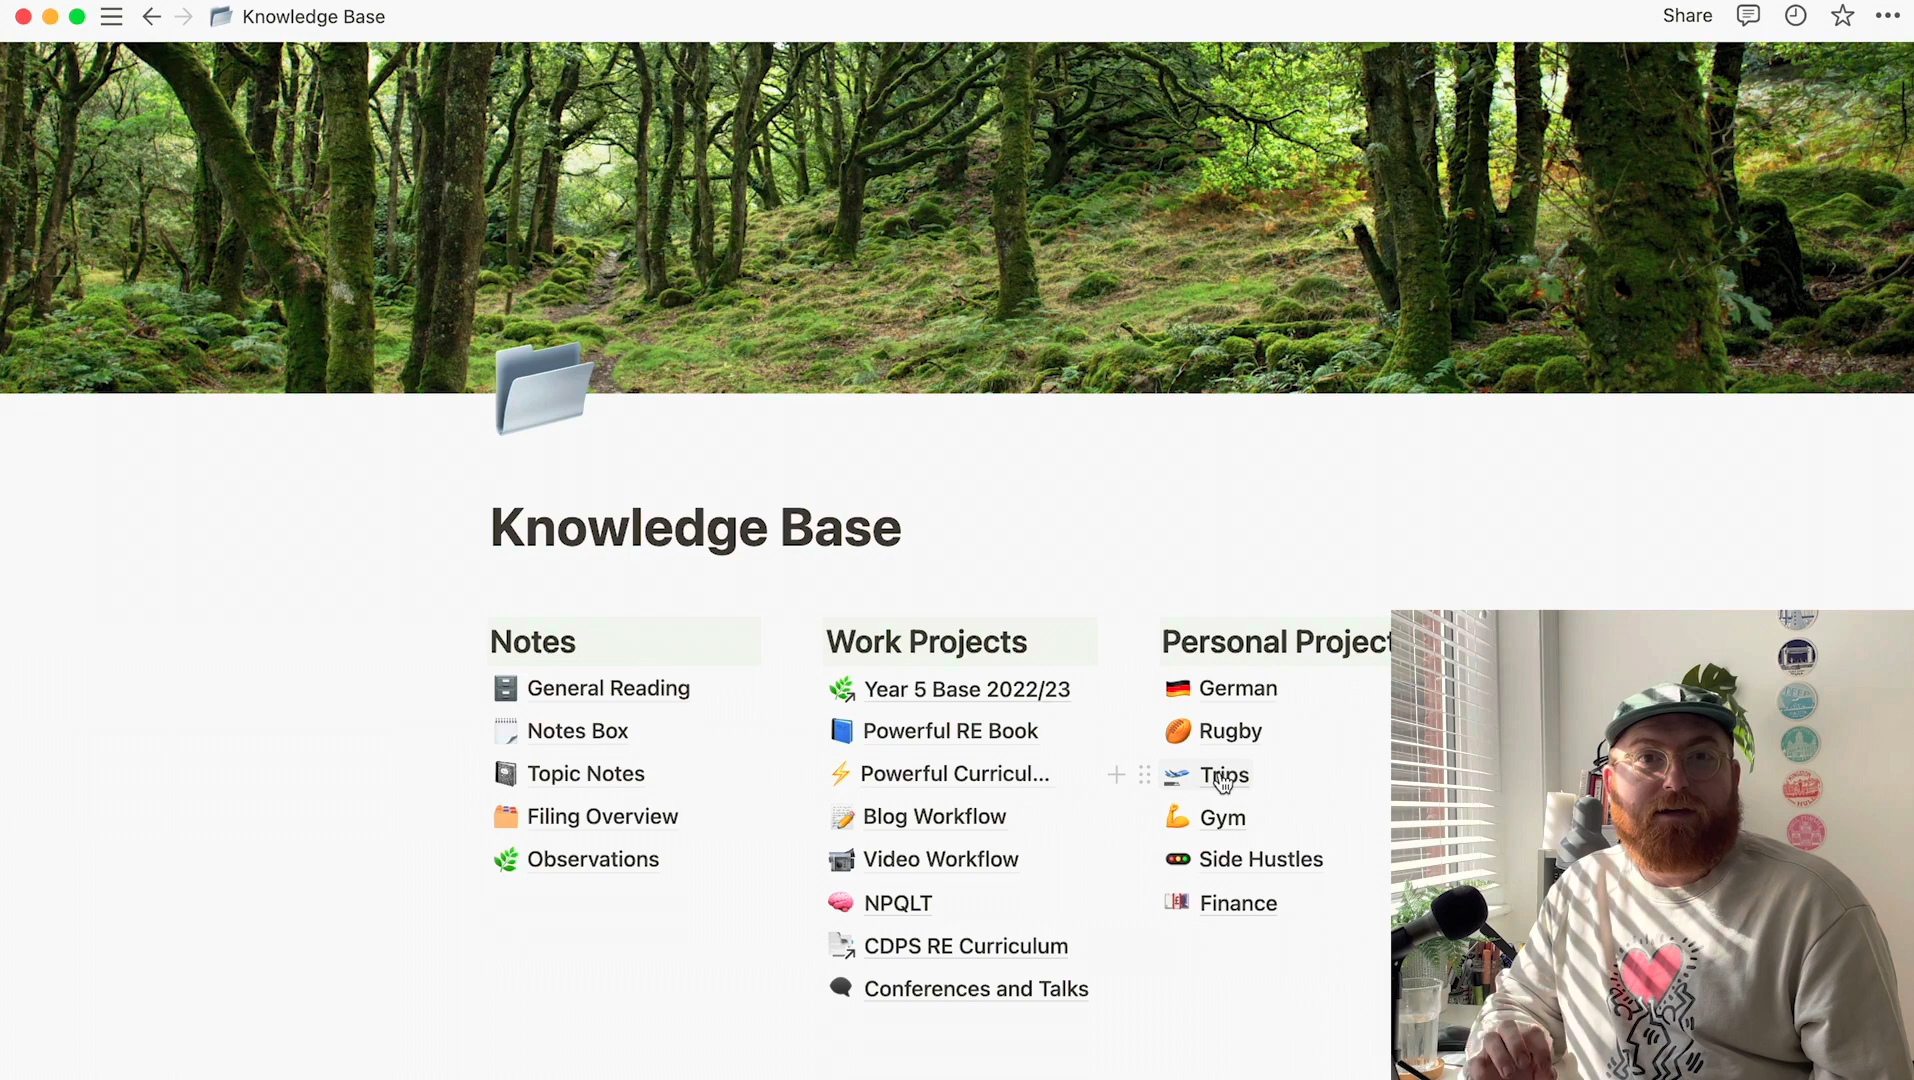 Knowledge Base
Share
Knowledge Base
Notes
General Reading
Notes Box
Topic Notes
Filing Overview
Observations
Work Projects
Year 5 Base 2022/23
Powerful RE Book
Powerful Curricul...
Blog Workflow
Video Workflow
NPQLT
CDPS RE Curriculum
Conferences and Talks
Personal Project
German
Rugby
Trips
Gym
Side Hustles
Finance